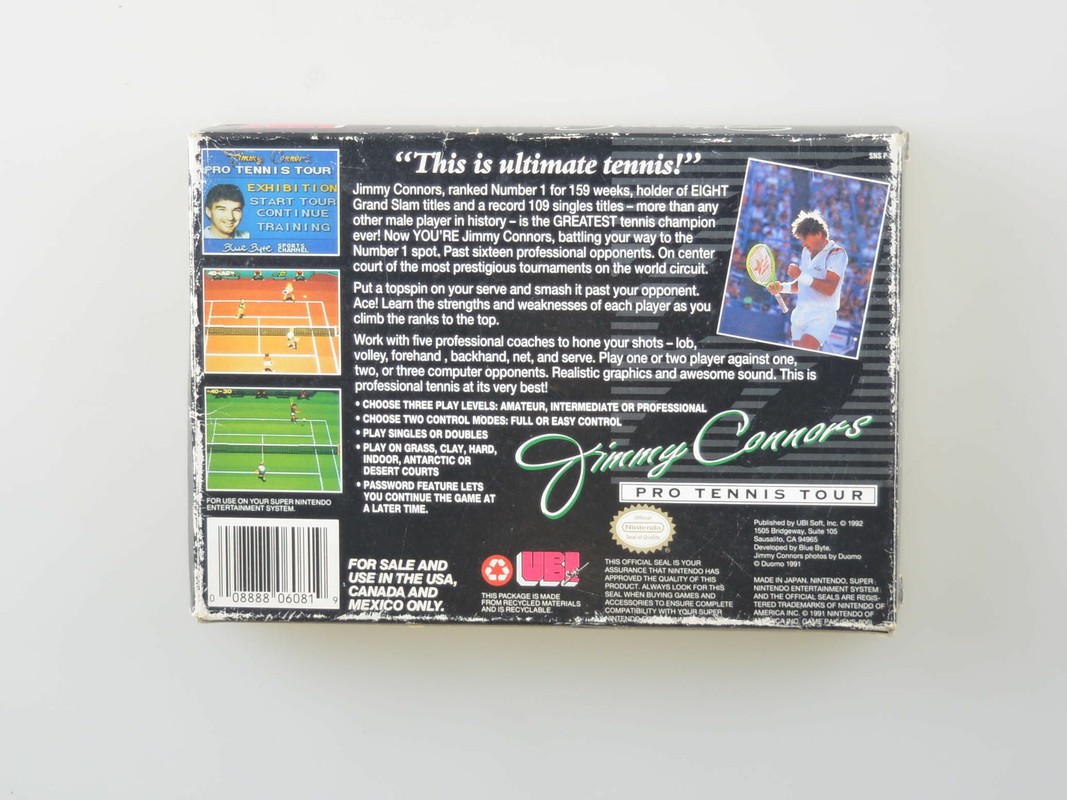 Jimmy Connors
PRO TENNIS TOUR
EXHIBITION
START TOUR
CONTINUE
TRAINING
Blue Byte SPORTS CHANNEL
"This is ultimate tennis!"
SNS P
Jimmy Connors, ranked Number 1 for 159 weeks, holder of EIGHT
Grand Slam titles and a record 109 singles titles – more than any
other male player in history – is the GREATEST tennis champion
ever! Now YOU'RE Jimmy Connors, battling your way to the
Number 1 spot. Past sixteen professional opponents. On center
court of the most prestigious tournaments on the world circuit.
Put a topspin on your serve and smash it past your opponent.
Ace! Learn the strengths and weaknesses of each player as you
climb the ranks to the top.
Work with five professional coaches to hone your shots – lob,
volley, forehand , backhand, net, and serve. Play one or two player against one,
two, or three computer opponents. Realistic graphics and awesome sound. This is
professional tennis at its very best!
• CHOOSE THREE PLAY LEVELS: AMATEUR, INTERMEDIATE OR PROFESSIONAL
• CHOOSE TWO CONTROL MODES: FULL OR EASY CONTROL
• PLAY SINGLES OR DOUBLES
• PLAY ON GRASS, CLAY, HARD,
INDOOR, ANTARCTIC OR
DESERT COURTS
• PASSWORD FEATURE LETS
YOU CONTINUE THE GAME AT
A LATER TIME.
Jimmy Connors
PRO TENNIS TOUR
40-30
FOR USE ON YOUR SUPER NINTENDO
ENTERTAINMENT SYSTEM.
0 08888 06081 9
FOR SALE AND
USE IN THE USA,
CANADA AND
MEXICO ONLY.
UBI Soft
THIS PACKAGE IS MADE
FROM RECYCLED MATERIALS
AND IS RECYCLABLE.
Official
Nintendo
Seal of Quality
THIS OFFICIAL SEAL IS YOUR
ASSURANCE THAT NINTENDO HAS
APPROVED THE QUALITY OF THIS
PRODUCT. ALWAYS LOOK FOR THIS
SEAL WHEN BUYING GAMES AND
ACCESSORIES TO ENSURE COMPLETE
COMPATIBILITY WITH YOUR SUPER
Published by UBI Soft, Inc. © 1992
1505 Bridgeway, Suite 105
Sausalito, CA 94965
Developed by Blue Byte.
Jimmy Connors photos by Duomo
© Duomo 1991
MADE IN JAPAN. NINTENDO, SUPER
NINTENDO ENTERTAINMENT SYSTEM
AND THE OFFICIAL SEALS ARE REGIS-
TERED TRADEMARKS OF NINTENDO OF
AMERICA INC. © 1991 NINTENDO OF
AMERICA INC. GAME PAK